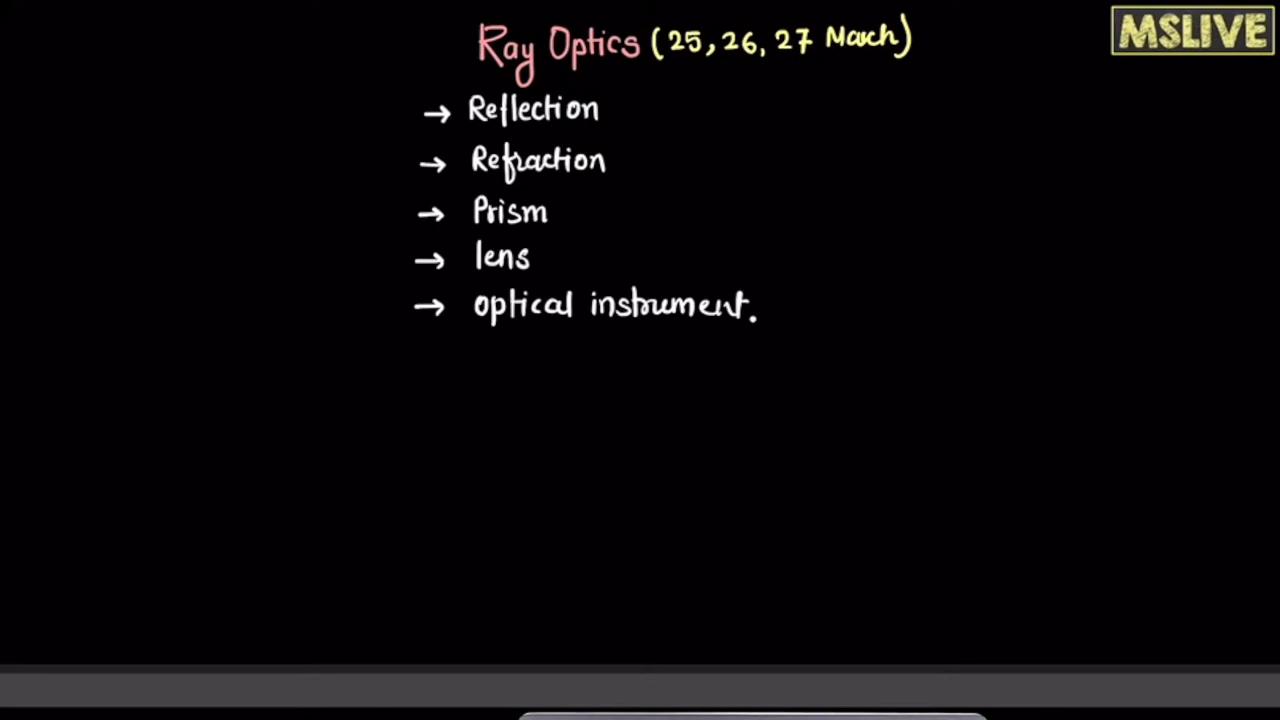 Ray Optics (25, 26, 27 March)
MSLIVE
→ Reflection
→ Refraction
→ Prism
→ lens
→ optical instrument.